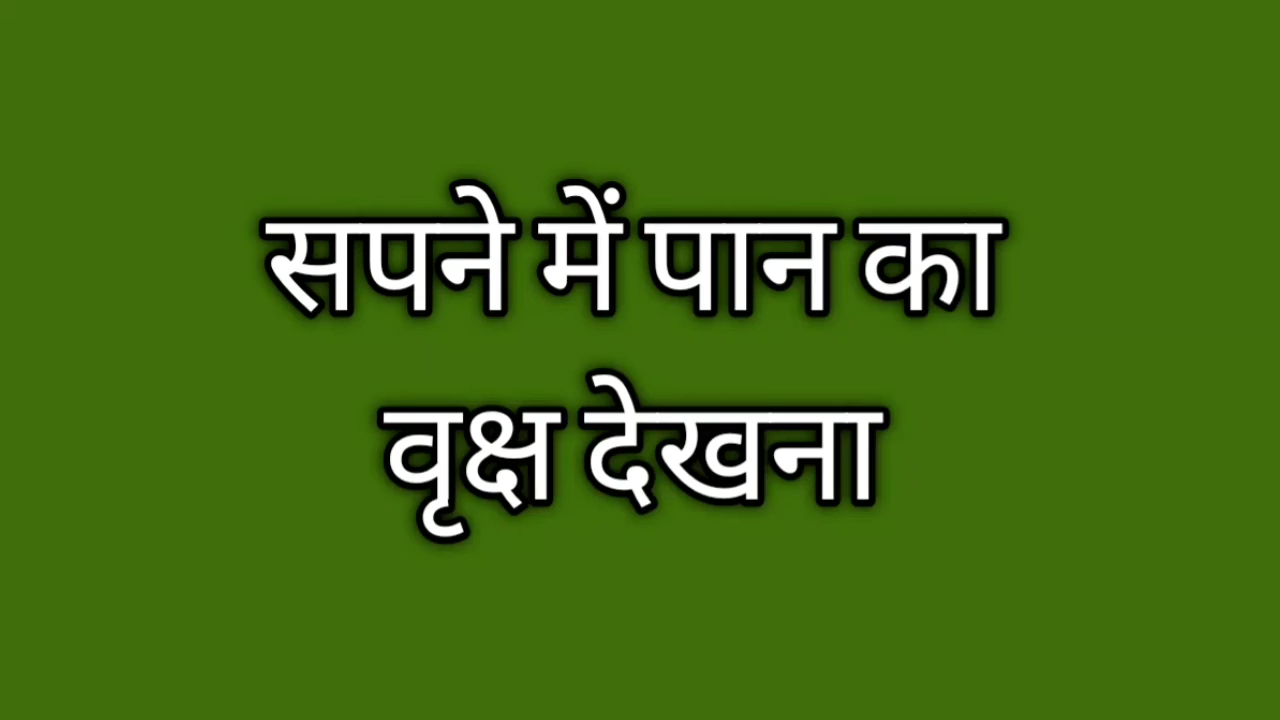 सपने में पान का
वृक्ष देखना